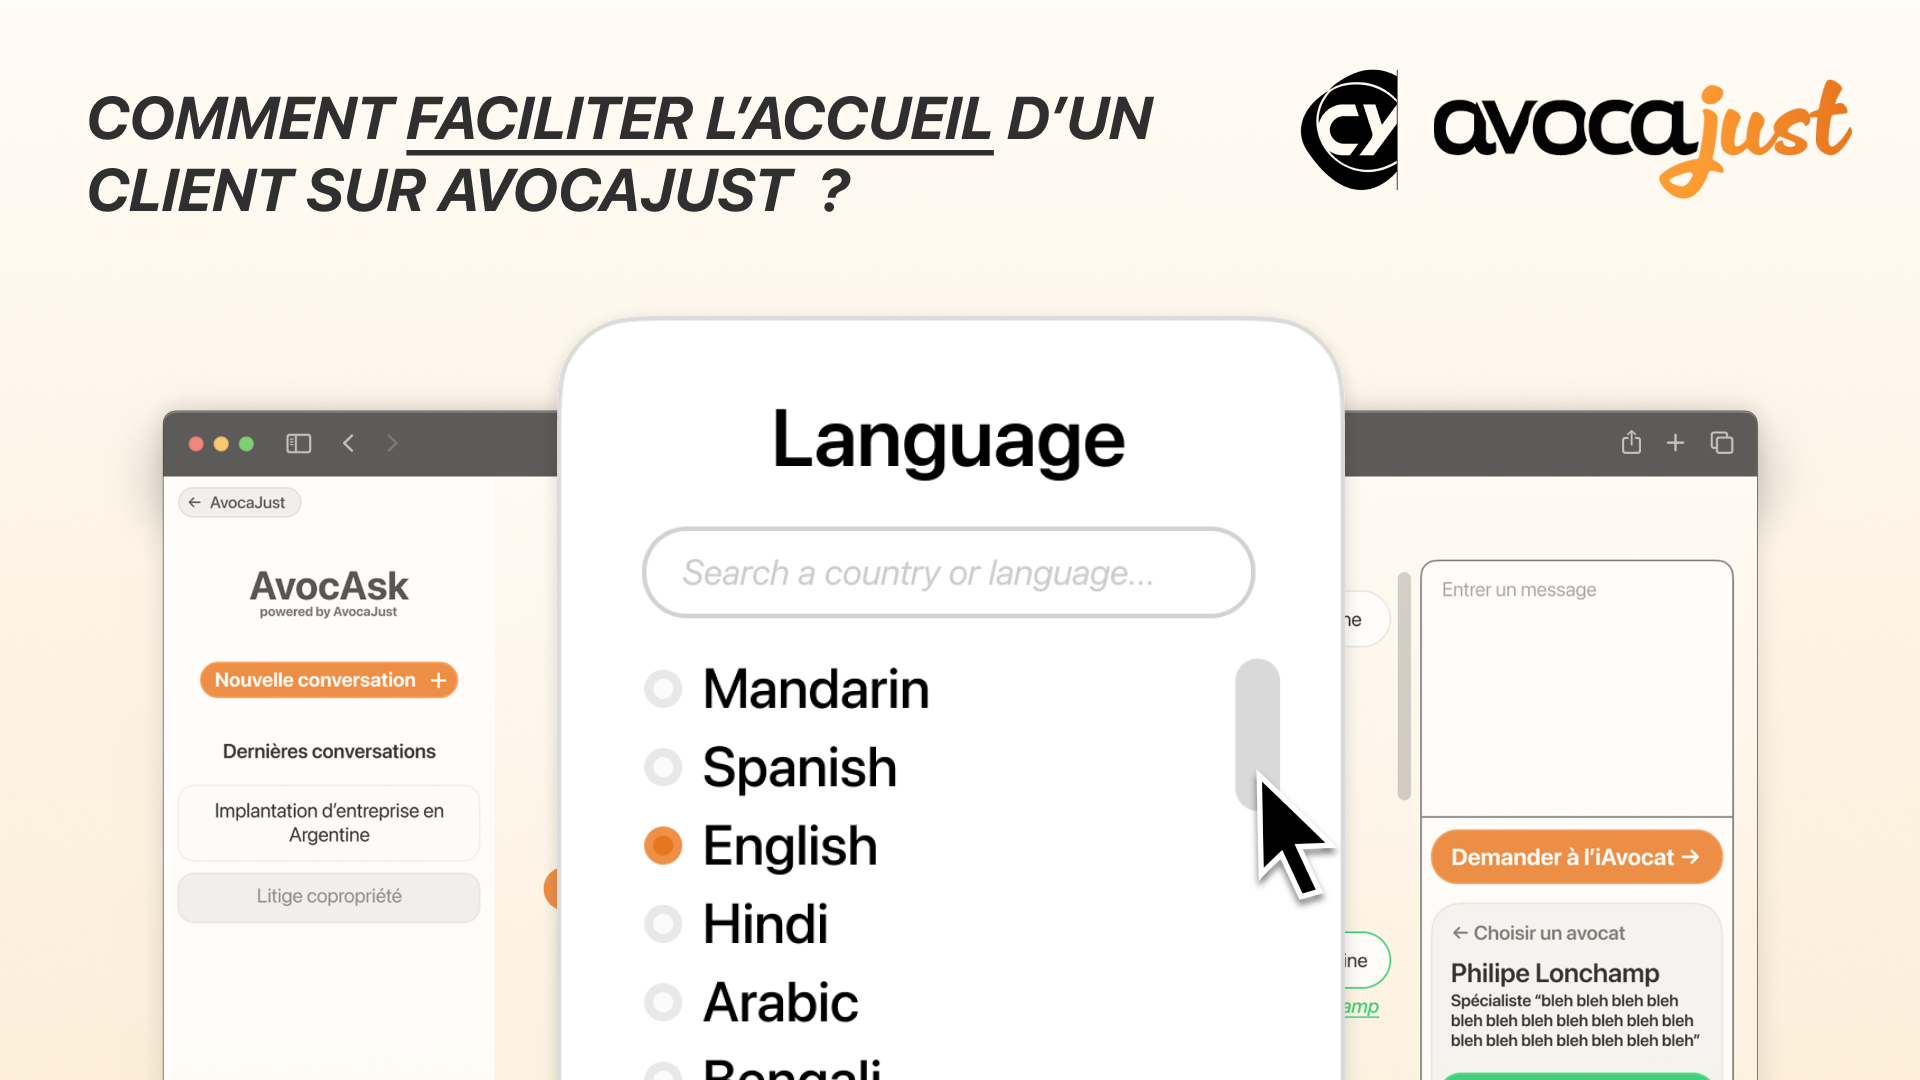 COMMENT FACILITER L’ACCUEIL D’UN
CLIENT SUR AVOCAJUST ?
CY
avocajust
AvocaJust
AvocAsk
powered by AvocaJust
Nouvelle conversation +
Dernières conversations
Implantation d’entreprise en
Argentine
Litige copropriété
Language
Search a country or language...
Mandarin
Spanish
English
Hindi
Arabic
Bengali
ne
ine
amp
Entrer un message
Demander à l’iAvocat →
← Choisir un avocat
Philipe Lonchamp
Spécialiste “bleh bleh bleh bleh
bleh bleh bleh bleh bleh bleh bleh
bleh bleh bleh bleh bleh bleh bleh”